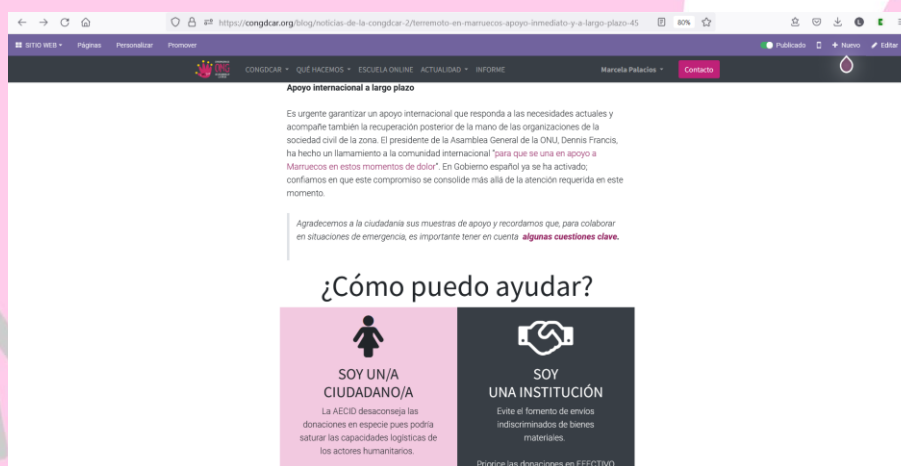 https://congdcar.org/blog/noticias-de-la-congdcar-2/terremoto-en-marruecos-apoyo-inmediato-y-a-largo-plazo-45
80%
SITIO WEB Páginas Personalizar Promover Publicado + Nuevo Editar
ONG CONGDCAR QUÉ HACEMOS ESCUELA ONLINE ACTUALIDAD INFORME Marcela Palacios Contacto
Apoyo internacional a largo plazo
Es urgente garantizar un apoyo internacional que responda a las necesidades actuales y
acompañe también la recuperación posterior de la mano de las organizaciones de la
sociedad civil de la zona. El presidente de la Asamblea General de la ONU, Dennis Francis,
ha hecho un llamamiento a la comunidad internacional "para que se una en apoyo a
Marruecos en estos momentos de dolor". En Gobierno español ya se ha activado;
confiamos en que este compromiso se consolide más allá de la atención requerida en este
momento.
Agradecemos a la ciudadanía sus muestras de apoyo y recordamos que, para colaborar
en situaciones de emergencia, es importante tener en cuenta algunas cuestiones clave.
¿Cómo puedo ayudar?
SOY UN/A
CIUDADANO/A
La AECID desaconseja las
donaciones en especie pues podría
saturar las capacidades logísticas de
los actores humanitarios.
SOY
UNA INSTITUCIÓN
Evite el fomento de envíos
indiscriminados de bienes
materiales.
Priorice las donaciones en EFECTIVO